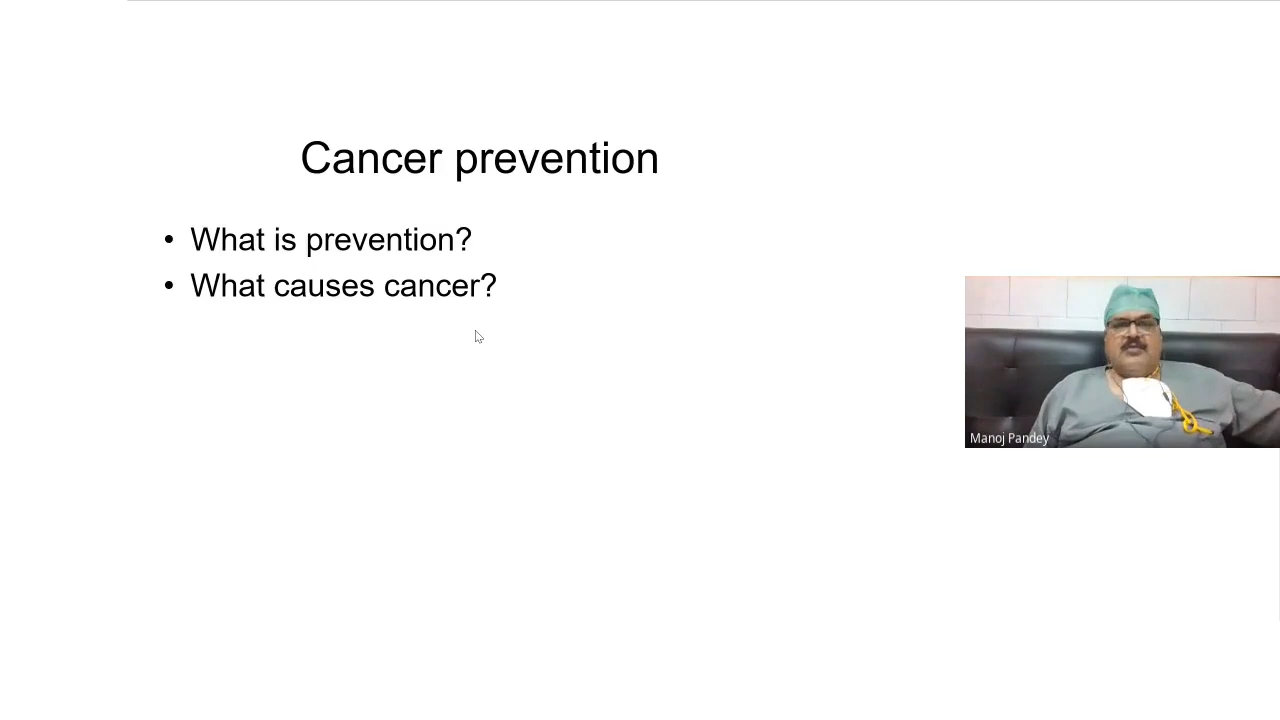 Cancer prevention
• What is prevention?
• What causes cancer?
Manoj Pandey